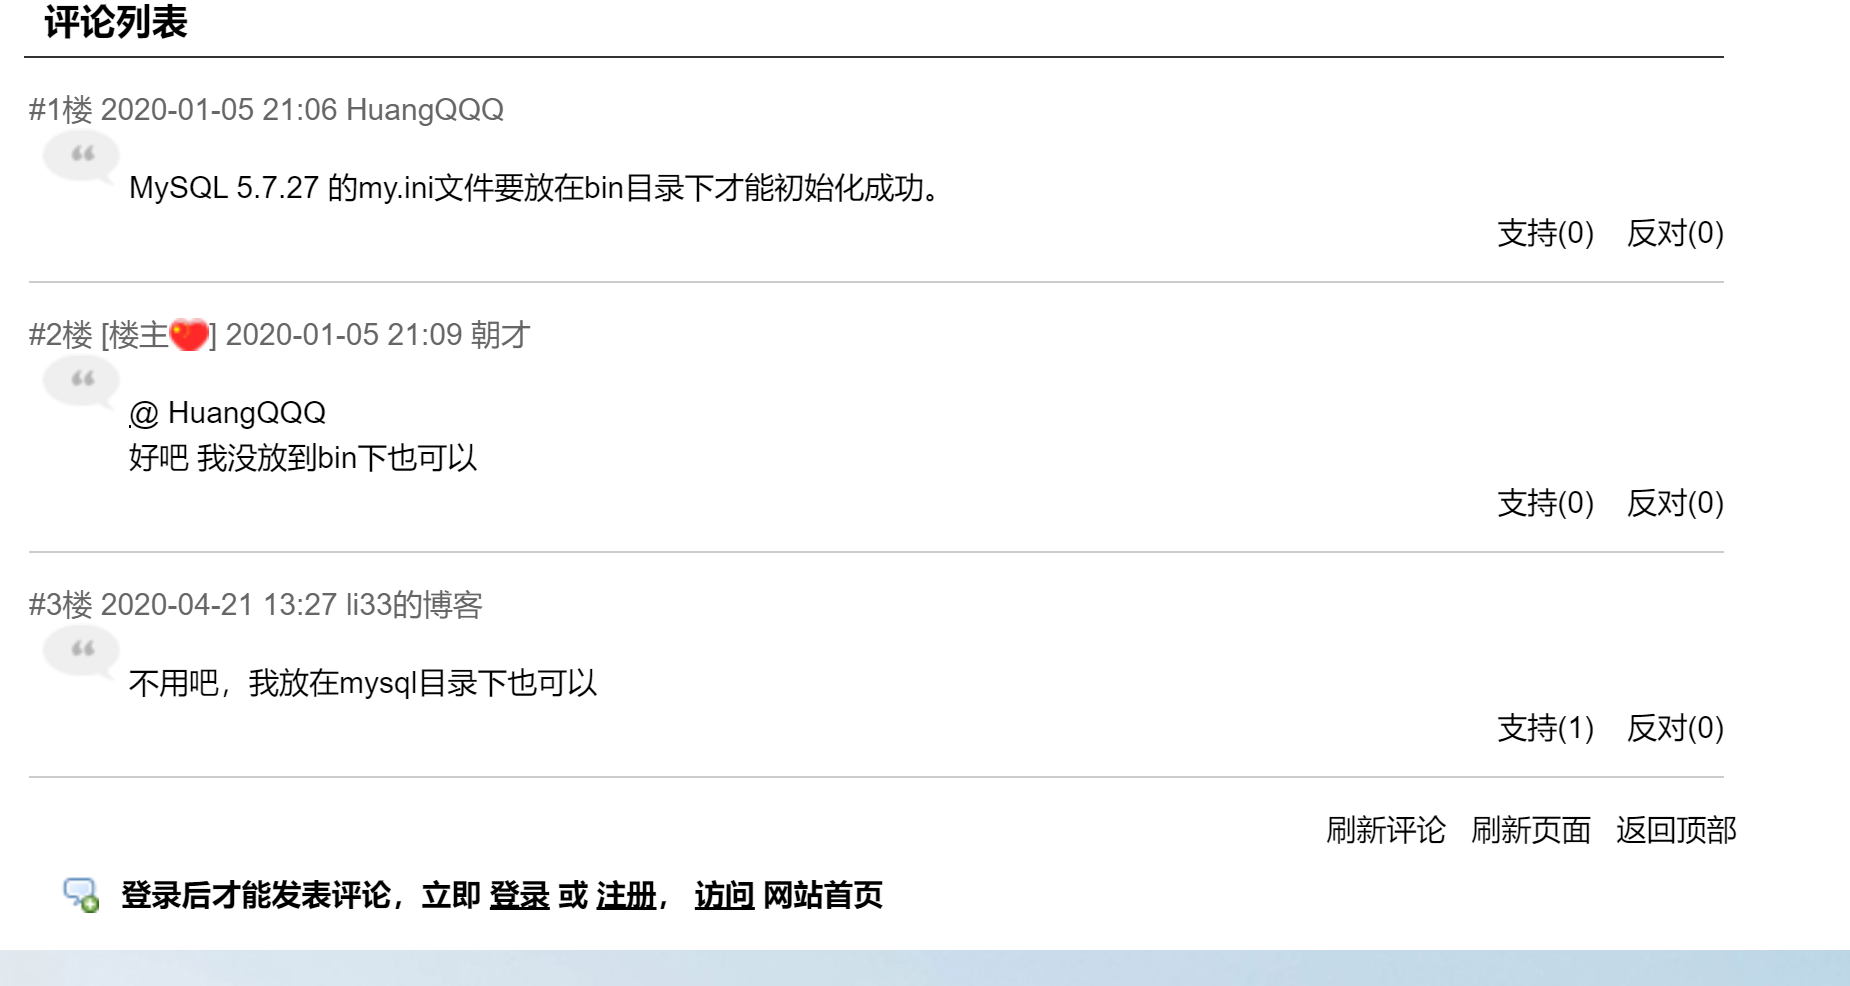 评论列表
#1楼 2020-01-05 21:06 HuangQQQ
MySQL 5.7.27 的my.ini文件要放在bin目录下才能初始化成功。
支持(0) 反对(0)
#2楼 [楼主] 2020-01-05 21:09 朝才
@ HuangQQQ
好吧 我没放到bin下也可以
支持(0) 反对(0)
#3楼 2020-04-21 13:27 li33的博客
不用吧，我放在mysql目录下也可以
支持(1) 反对(0)
刷新评论 刷新页面 返回顶部
登录后才能发表评论，立即 登录 或 注册， 访问 网站首页